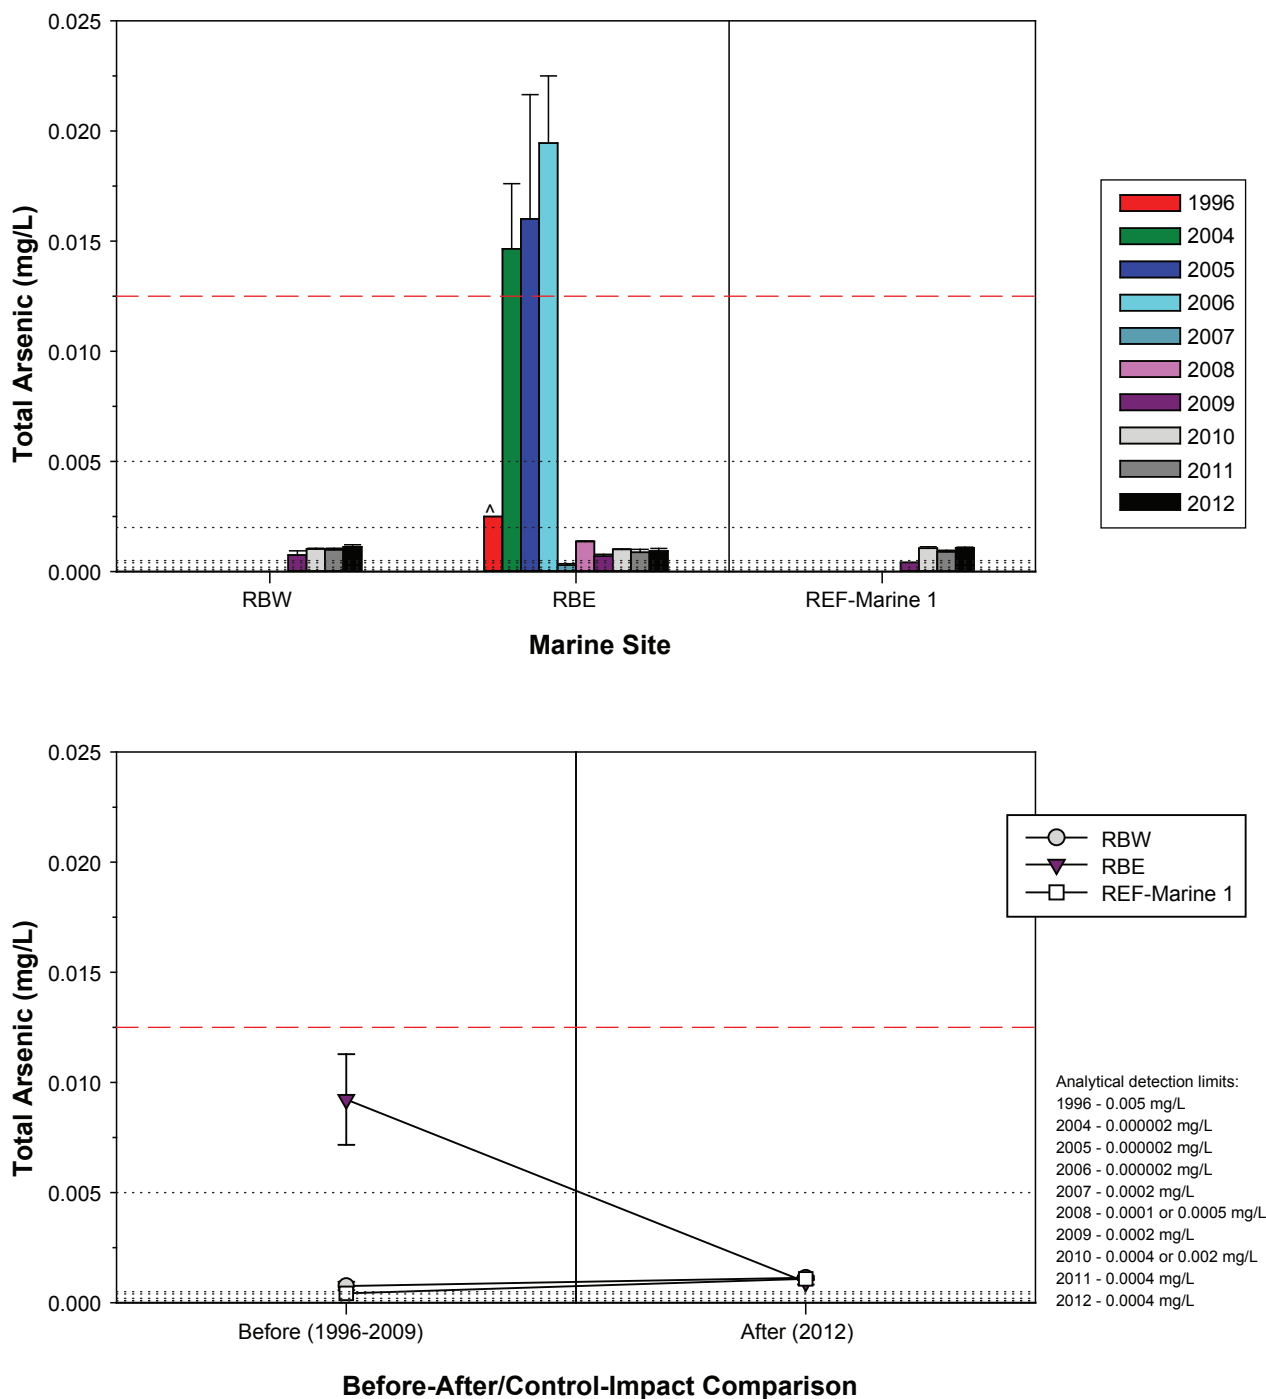 0.025
0.020
0.015
0.010
0.005
0.000
Total Arsenic (mg/L)
^
RBW
RBE
REF-Marine 1
Marine Site
1996
2004
2005
2006
2007
2008
2009
2010
2011
2012
0.025
0.020
0.015
0.010
0.005
0.000
Total Arsenic (mg/L)
Before (1996-2009)
After (2012)
Before-After/Control-Impact Comparison
RBW
RBE
REF-Marine 1
Analytical detection limits:
1996 - 0.005 mg/L
2004 - 0.000002 mg/L
2005 - 0.000002 mg/L
2006 - 0.000002 mg/L
2007 - 0.0002 mg/L
2008 - 0.0001 or 0.0005 mg/L
2009 - 0.0002 mg/L
2010 - 0.0004 or 0.002 mg/L
2011 - 0.0004 mg/L
2012 - 0.0004 mg/L